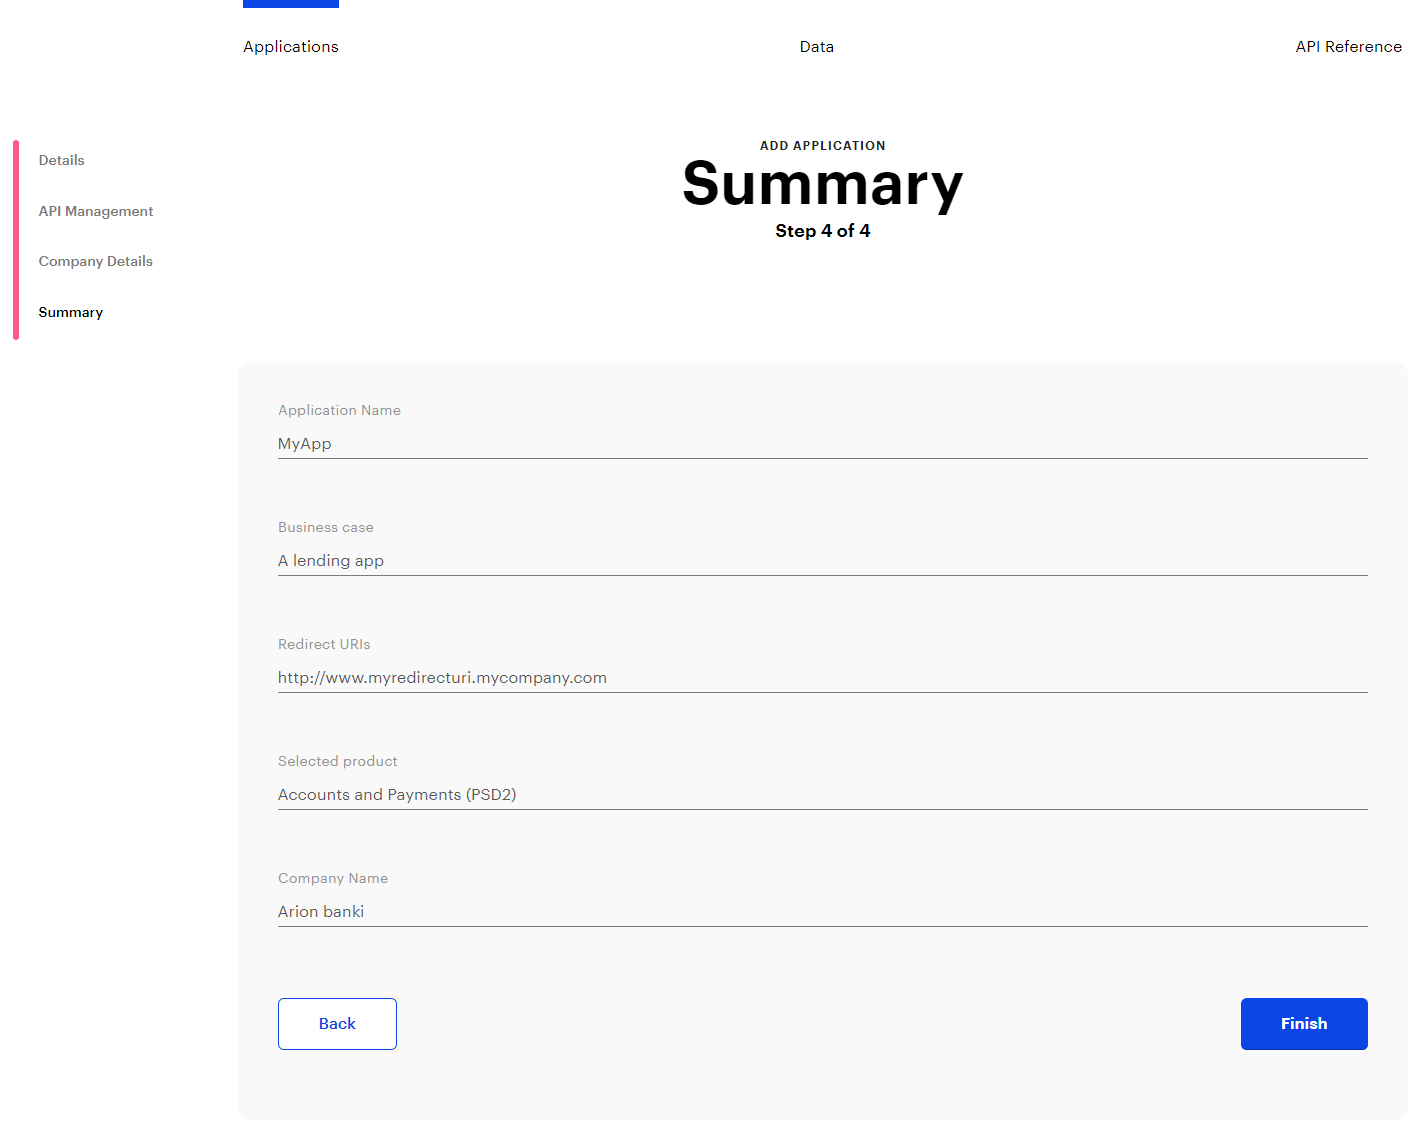 Applications
Data
API Reference
Details
API Management
Company Details
Summary
ADD APPLICATION
Summary
Step 4 of 4
Application Name
MyApp
Business case
A lending app
Redirect URIs
http://www.myredirecturi.mycompany.com
Selected product
Accounts and Payments (PSD2)
Company Name
Arion banki
Back
Finish